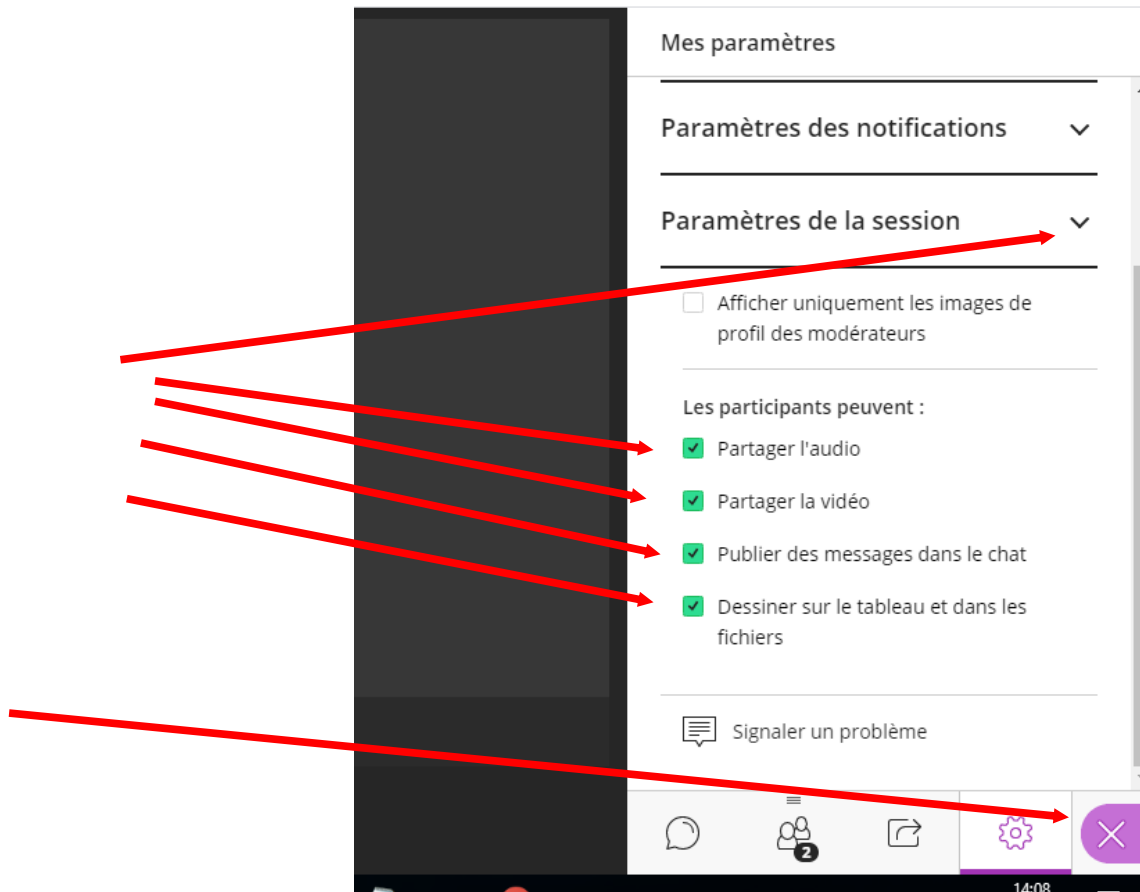 Mes paramètres
Paramètres des notifications
Paramètres de la session
Afficher uniquement les images de
profil des modérateurs
Les participants peuvent :
Partager l'audio
Partager la vidéo
Publier des messages dans le chat
Dessiner sur le tableau et dans les
fichiers
Signaler un problème
2
14:08